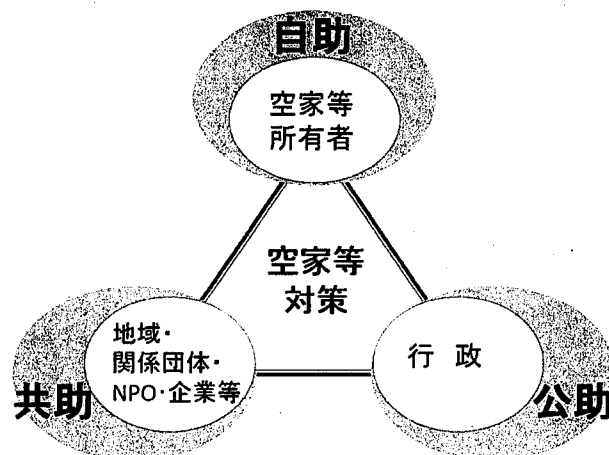 自助
空家等
所有者
空家等
対策
地域・
関係団体・
NPO・企業等
共助
行 政
公助